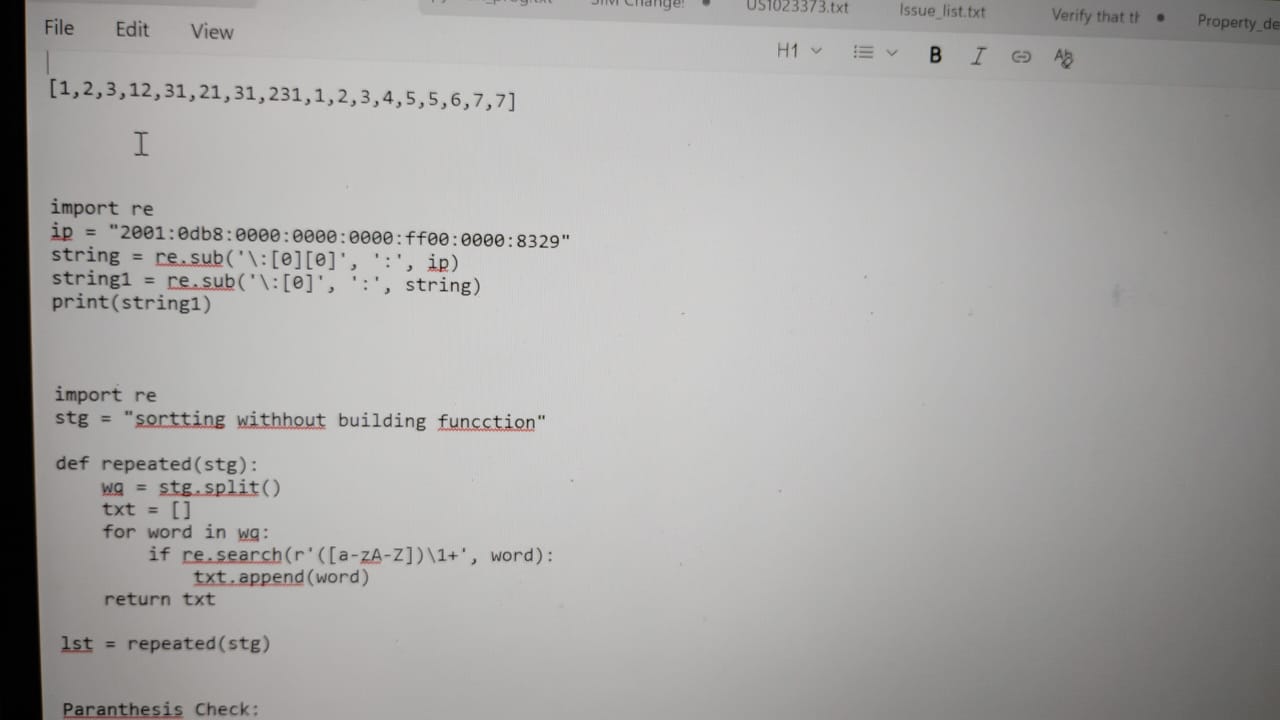 SIM Change!
US1023373.txt
Issue_list.txt
Verify that th
Property_de
File Edit View
H1 B I
[1,2,3,12,31,21,31,231,1,2,3,4,5,5,6,7,7]
import re
ip = "2001:0db8:0000:0000:0000:ff00:0000:8329"
string = re.sub('\:[0][0]', ':', ip)
string1 = re.sub('\:[0]', ':', string)
print(string1)
import re
stg = "sortting withhout building funcction"
def repeated(stg):
    wq = stg.split()
    txt = []
    for word in wq:
        if re.search(r'([a-zA-Z])\1+', word):
            txt.append(word)
    return txt
lst = repeated(stg)
Paranthesis Check: